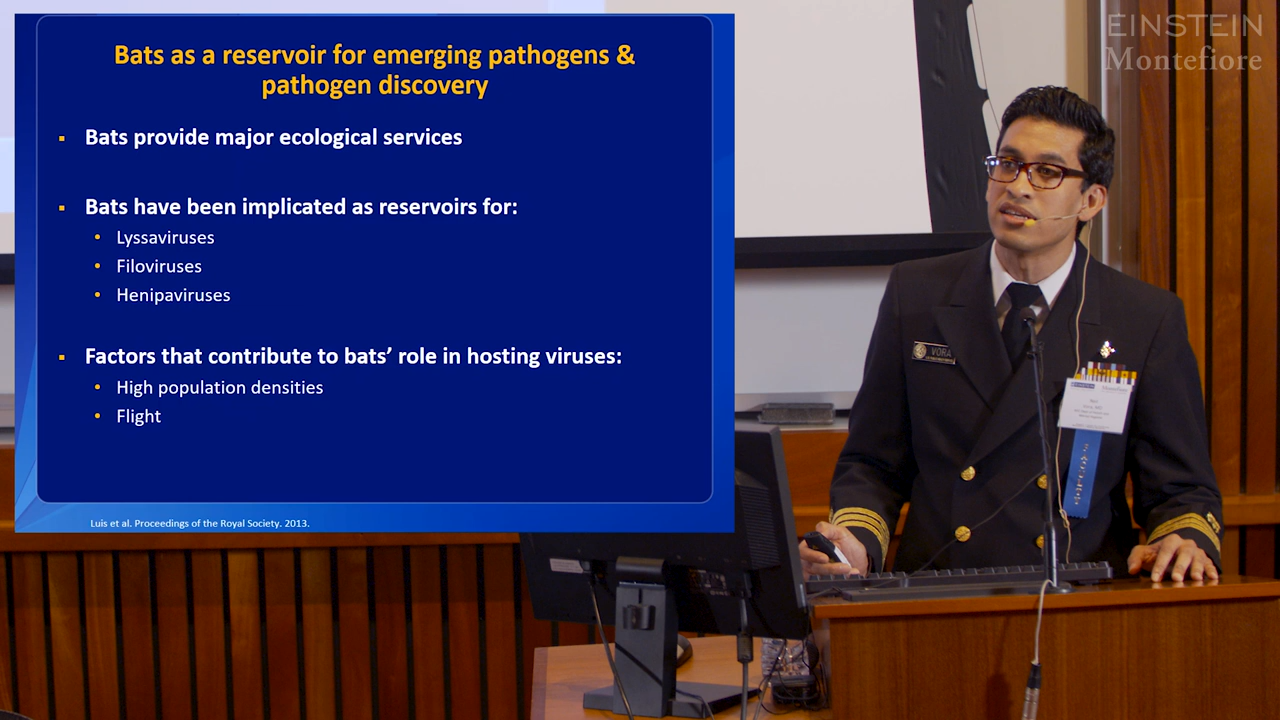 Bats as a reservoir for emerging pathogens &
pathogen discovery
▪ Bats provide major ecological services
▪ Bats have been implicated as reservoirs for:
• Lyssaviruses
• Filoviruses
• Henipaviruses
▪ Factors that contribute to bats’ role in hosting viruses:
• High population densities
• Flight
Luis et al. Proceedings of the Royal Society. 2013.
EINSTEIN
Montefiore
VORA